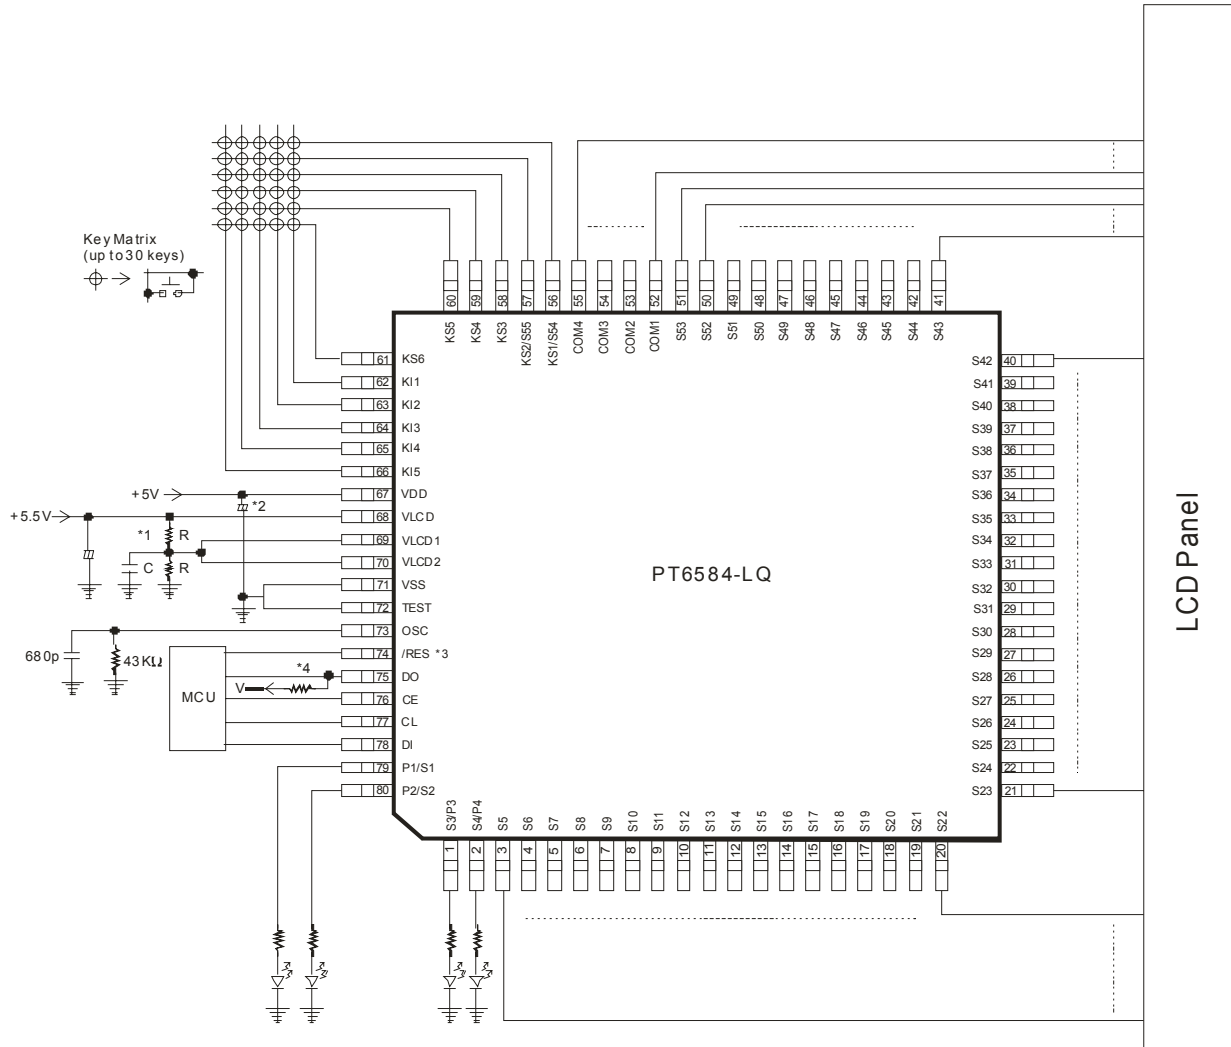 Key Matrix
(up to 30 keys)
60 59 58 57 56 55 54 53 52 51 50 49 48 47 46 45 44 43 42 41
KS5 KS4 KS3 KS2/S55 KS1/S54 COM4 COM3 COM2 COM1 S53 S52 S51 S50 S49 S48 S47 S46 S45 S44 S43
61 KS6
62 KI1
63 KI2
64 KI3
65 KI4
66 KI5
+5V
67 VDD
*2
+5.5V
68 VLCD
*1 R
69 VLCD1
C R
70 VLCD2
71 VSS
72 TEST
73 OSC
680p
43KΩ
74 /RES *3
*4
75 DO
V
MCU
76 CE
77 CL
78 DI
79 P1/S1
80 P2/S2
PT6584-LQ
S42 40
S41 39
S40 38
S39 37
S38 36
S37 35
S36 34
S35 33
S34 32
S33 31
S32 30
S31 29
S30 28
S29 27
S28 26
S27 25
S26 24
S25 23
S24 22
S23 21
LCD Panel
S3/P3 S4/P4 S5 S6 S7 S8 S9 S10 S11 S12 S13 S14 S15 S16 S17 S18 S19 S20 S21 S22
1 2 3 4 5 6 7 8 9 10 11 12 13 14 15 16 17 18 19 20